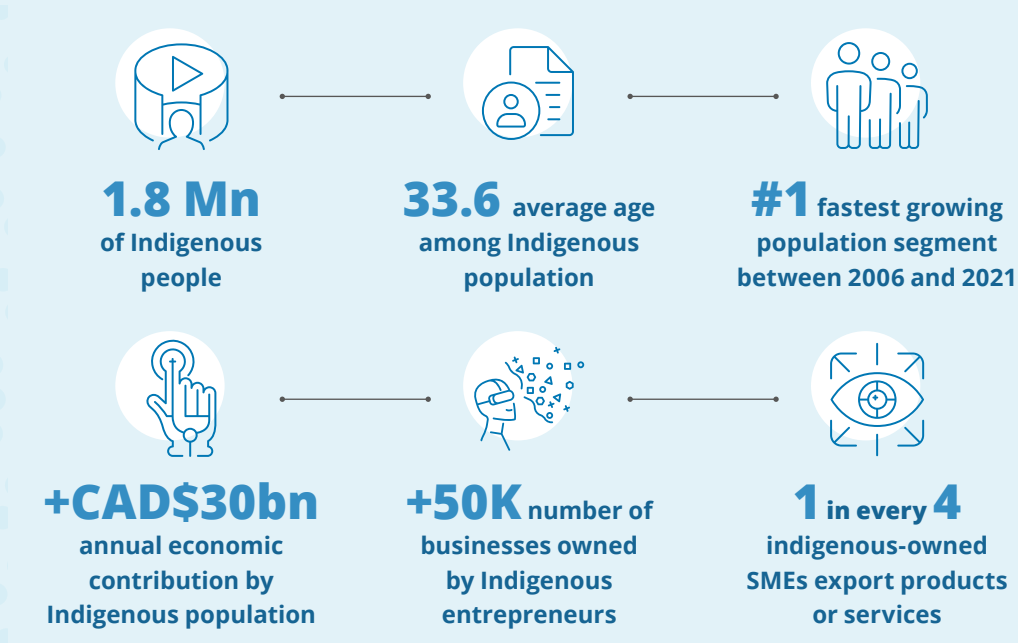 1.8 Mn
of Indigenous
people
33.6 average age
among Indigenous
population
#1 fastest growing
population segment
between 2006 and 2021
+CAD$30bn
annual economic
contribution by
Indigenous population
+50K number of
businesses owned
by Indigenous
entrepreneurs
1 in every 4
indigenous-owned
SMEs export products
or services